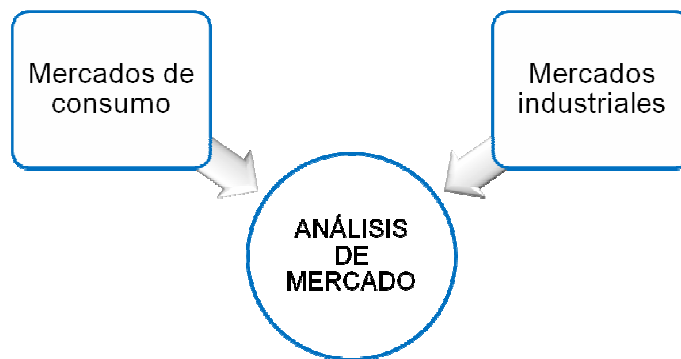 Mercados de
consumo
Mercados
industriales
ANÁLISIS
DE
MERCADO